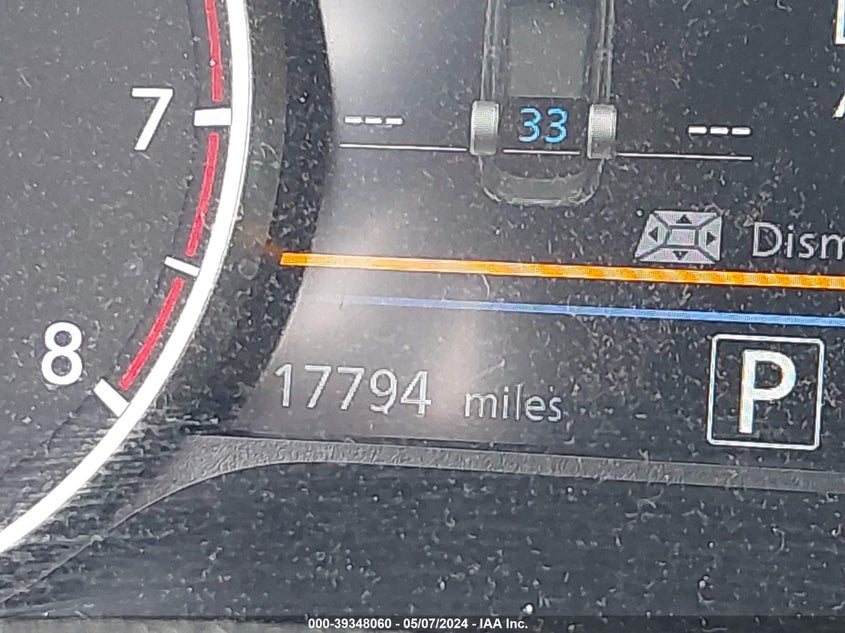 7
--- 33 ---
Dism
8
17794 miles
P
000-39348060 - 05/07/2024 - IAA Inc.